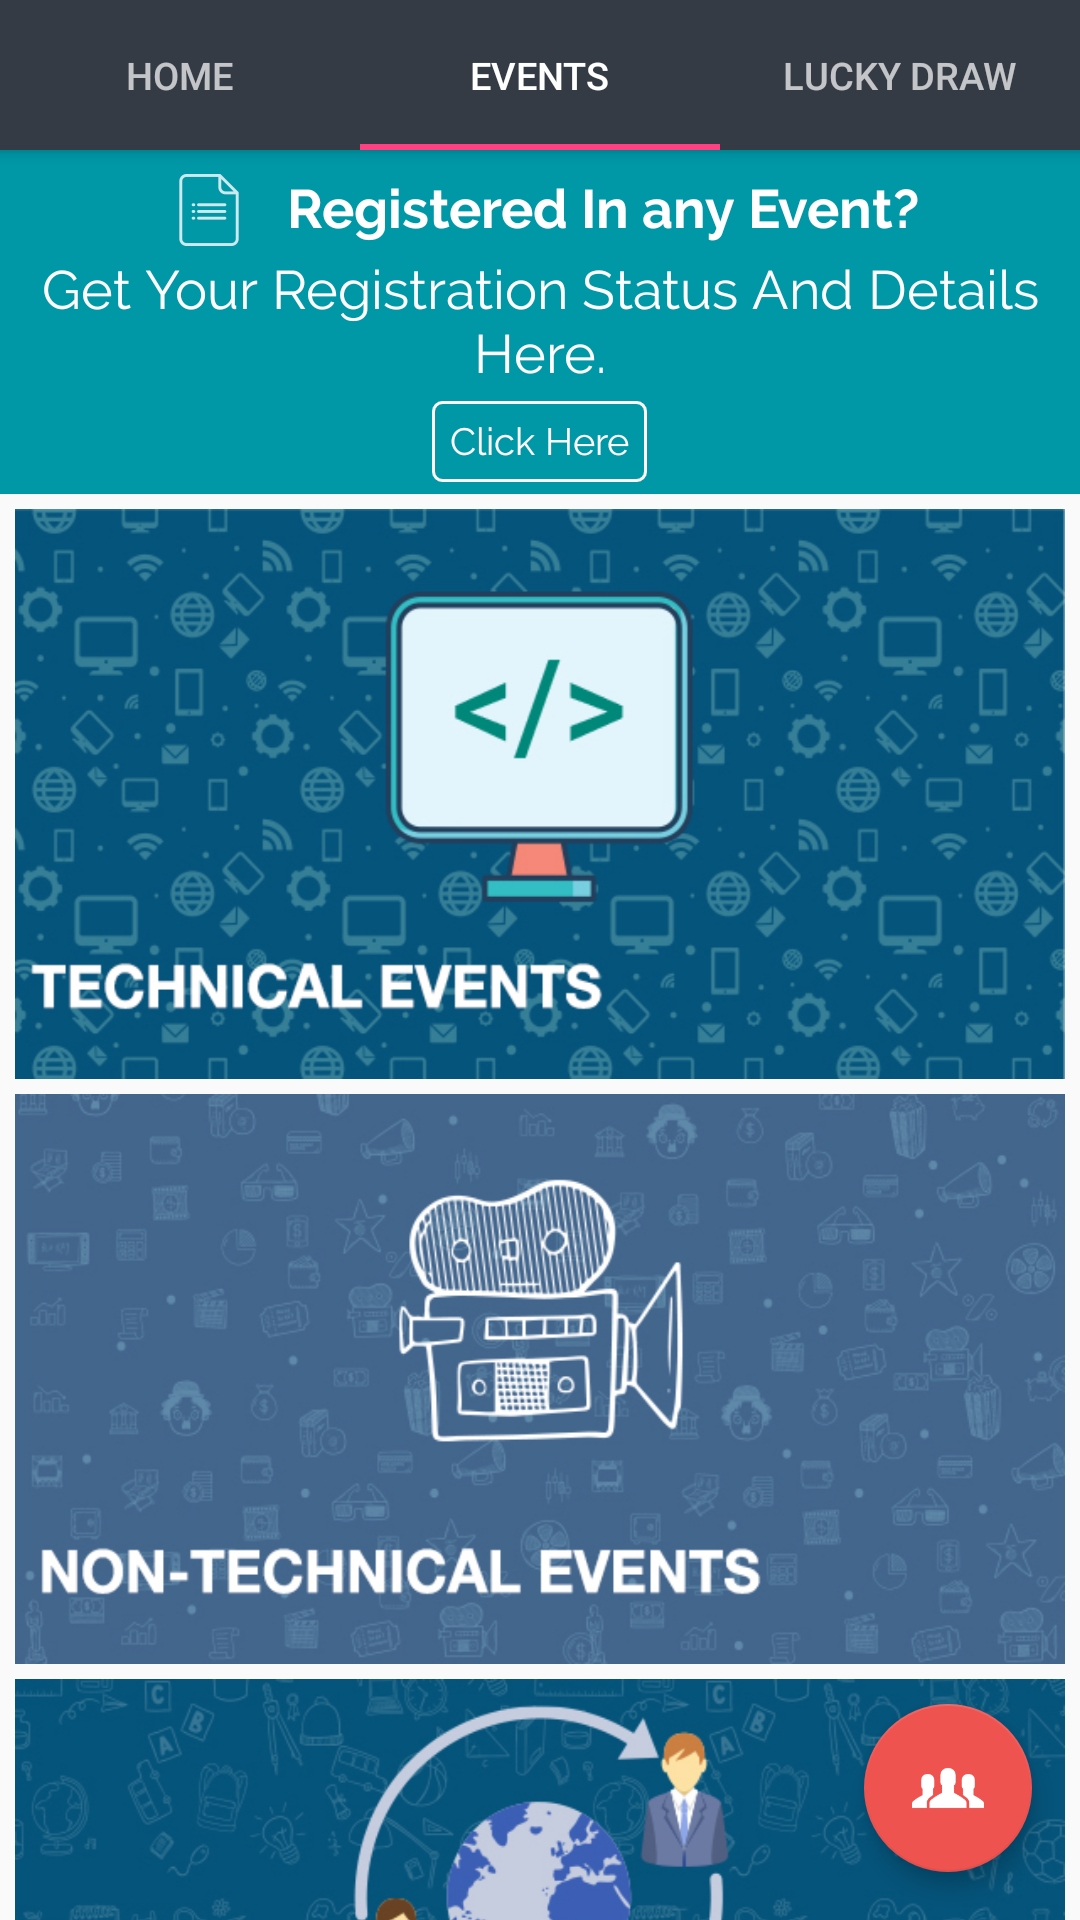 HOME EVENTS LUCKY DRAW
Registered In any Event?
Get Your Registration Status And Details
Here.
Click Here
</>
TECHNICAL EVENTS
NON-TECHNICAL EVENTS
C C
A B A B